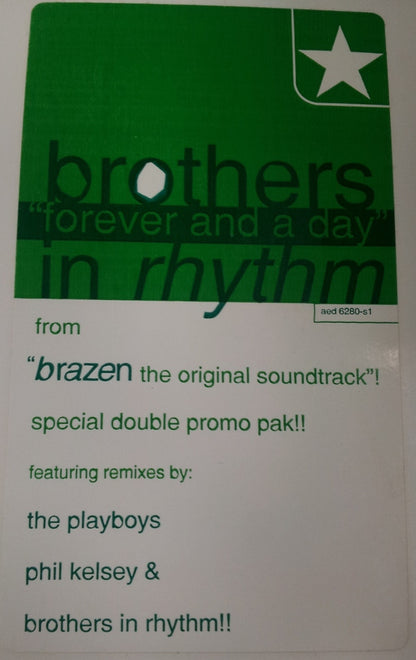 brothers
"forever and a day"
in rhythm
aed 6280-s1
from
"brazen the original soundtrack"!
special double promo pak!!
featuring remixes by:
the playboys
phil kelsey &
brothers in rhythm!!